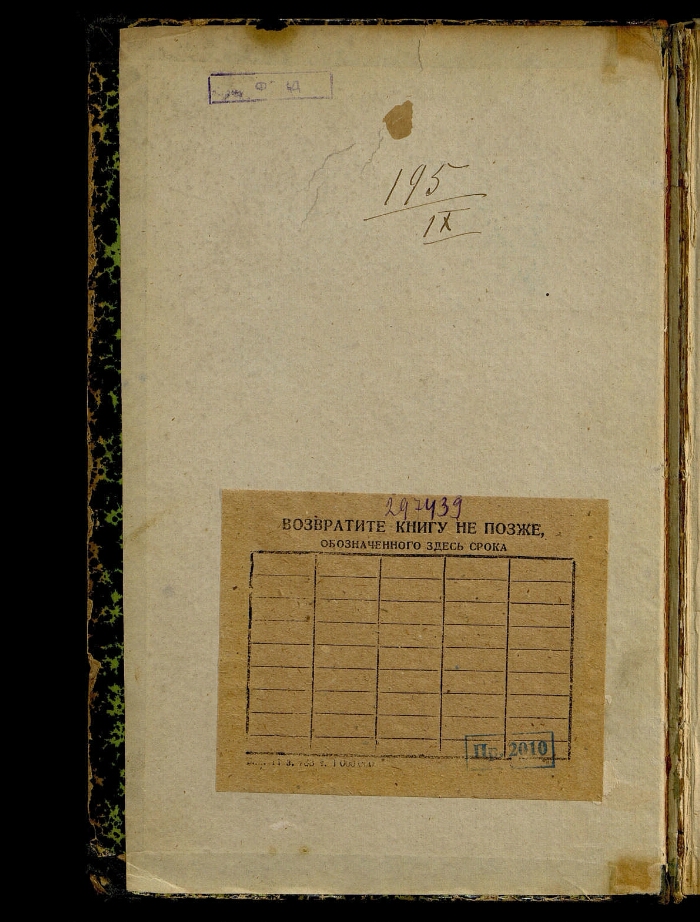 195
IX
297439
ВОЗВРАТИТЕ КНИГУ НЕ ПОЗЖЕ,
ОБОЗНАЧЕННОГО ЗДЕСЬ СРОКА
Пр. 2010